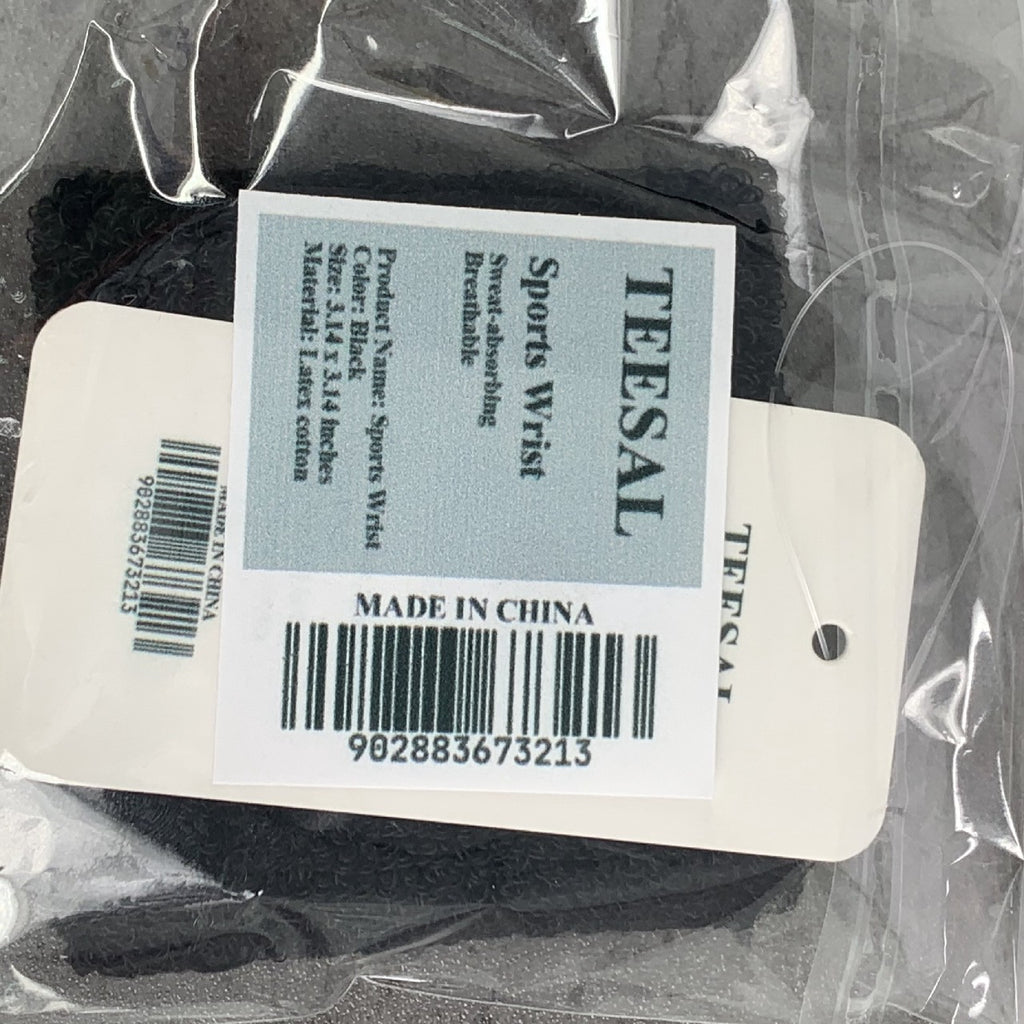 TEESAL
Sports Wrist
Sweat-absorbing
Breathable
Product Name: Sports Wrist
Color: Black
Size: 3.14 x 3.14 inches
Material: Latex cotton
MADE IN CHINA
902883673213
TEESAL
MADE IN CHINA
902883673213